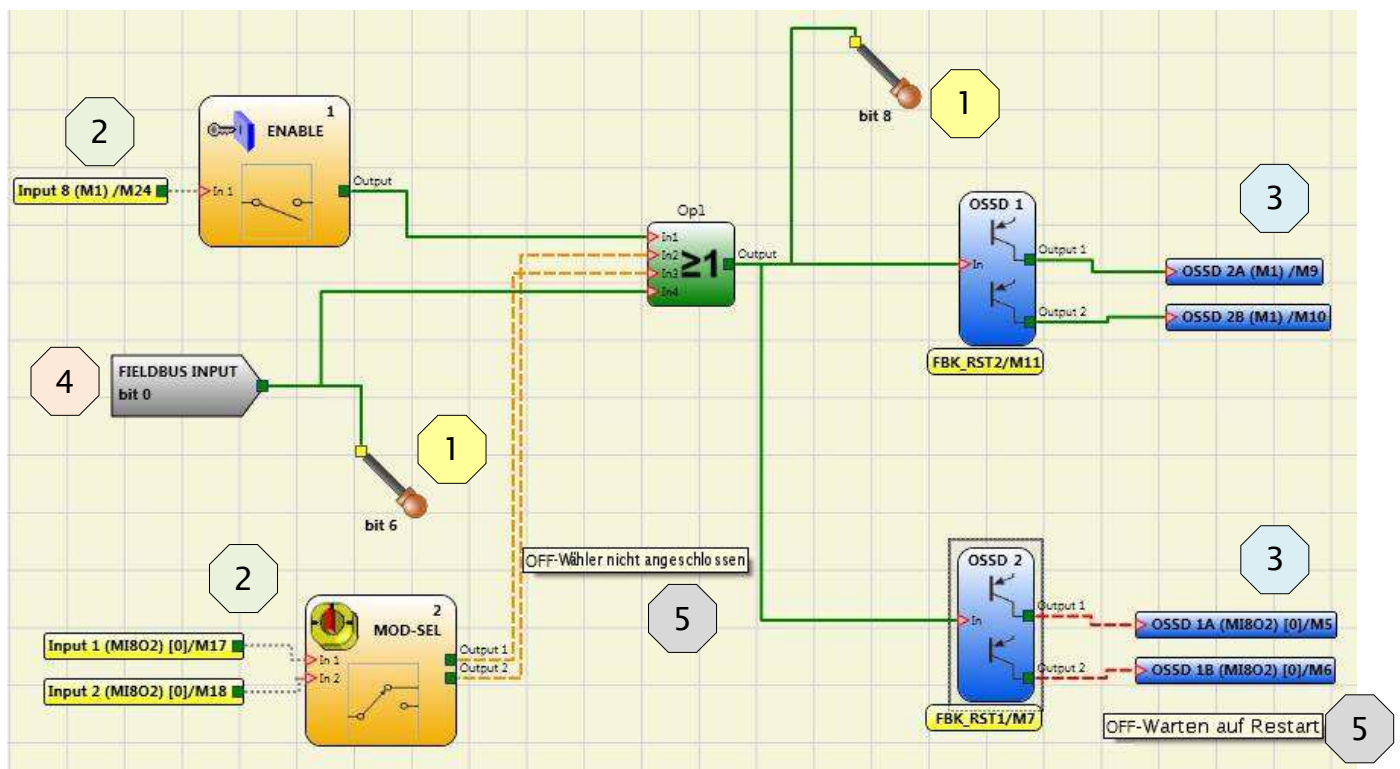 1
bit 8
2
1
ENABLE
Input 8 (M1) /M24
In 1
Output
Op1
In1
In2
In3
In4
≥1
Output
OSSD 1
In
Output 1
Output 2
FBK_RST2/M11
3
OSSD 2A (M1) /M9
OSSD 2B (M1) /M10
4
FIELDBUS INPUT
bit 0
1
bit 6
2
2
MOD-SEL
Input 1 (MI8O2) [0]/M17
Input 2 (MI8O2) [0]/M18
In 1
In 2
Output 1
Output 2
OFF-Wähler nicht angeschlossen
5
OSSD 2
In
Output 1
Output 2
FBK_RST1/M7
3
OSSD 1A (MI8O2) [0]/M5
OSSD 1B (MI8O2) [0]/M6
OFF-Warten auf Restart
5